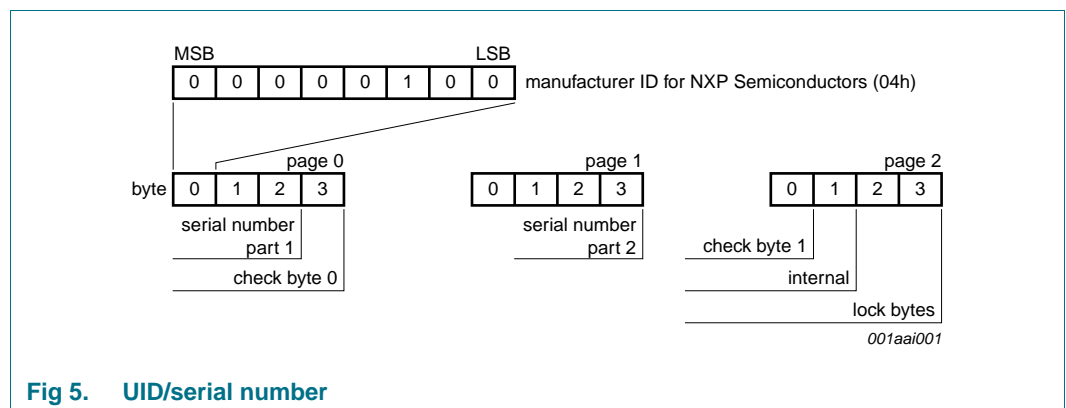 MSB LSB
0 0 0 0 0 1 0 0 manufacturer ID for NXP Semiconductors (04h)
page 0 page 1 page 2
byte 0 1 2 3 0 1 2 3 0 1 2 3
serial number
part 1
check byte 0
serial number
part 2
check byte 1
internal
lock bytes
001aai001
Fig 5. UID/serial number